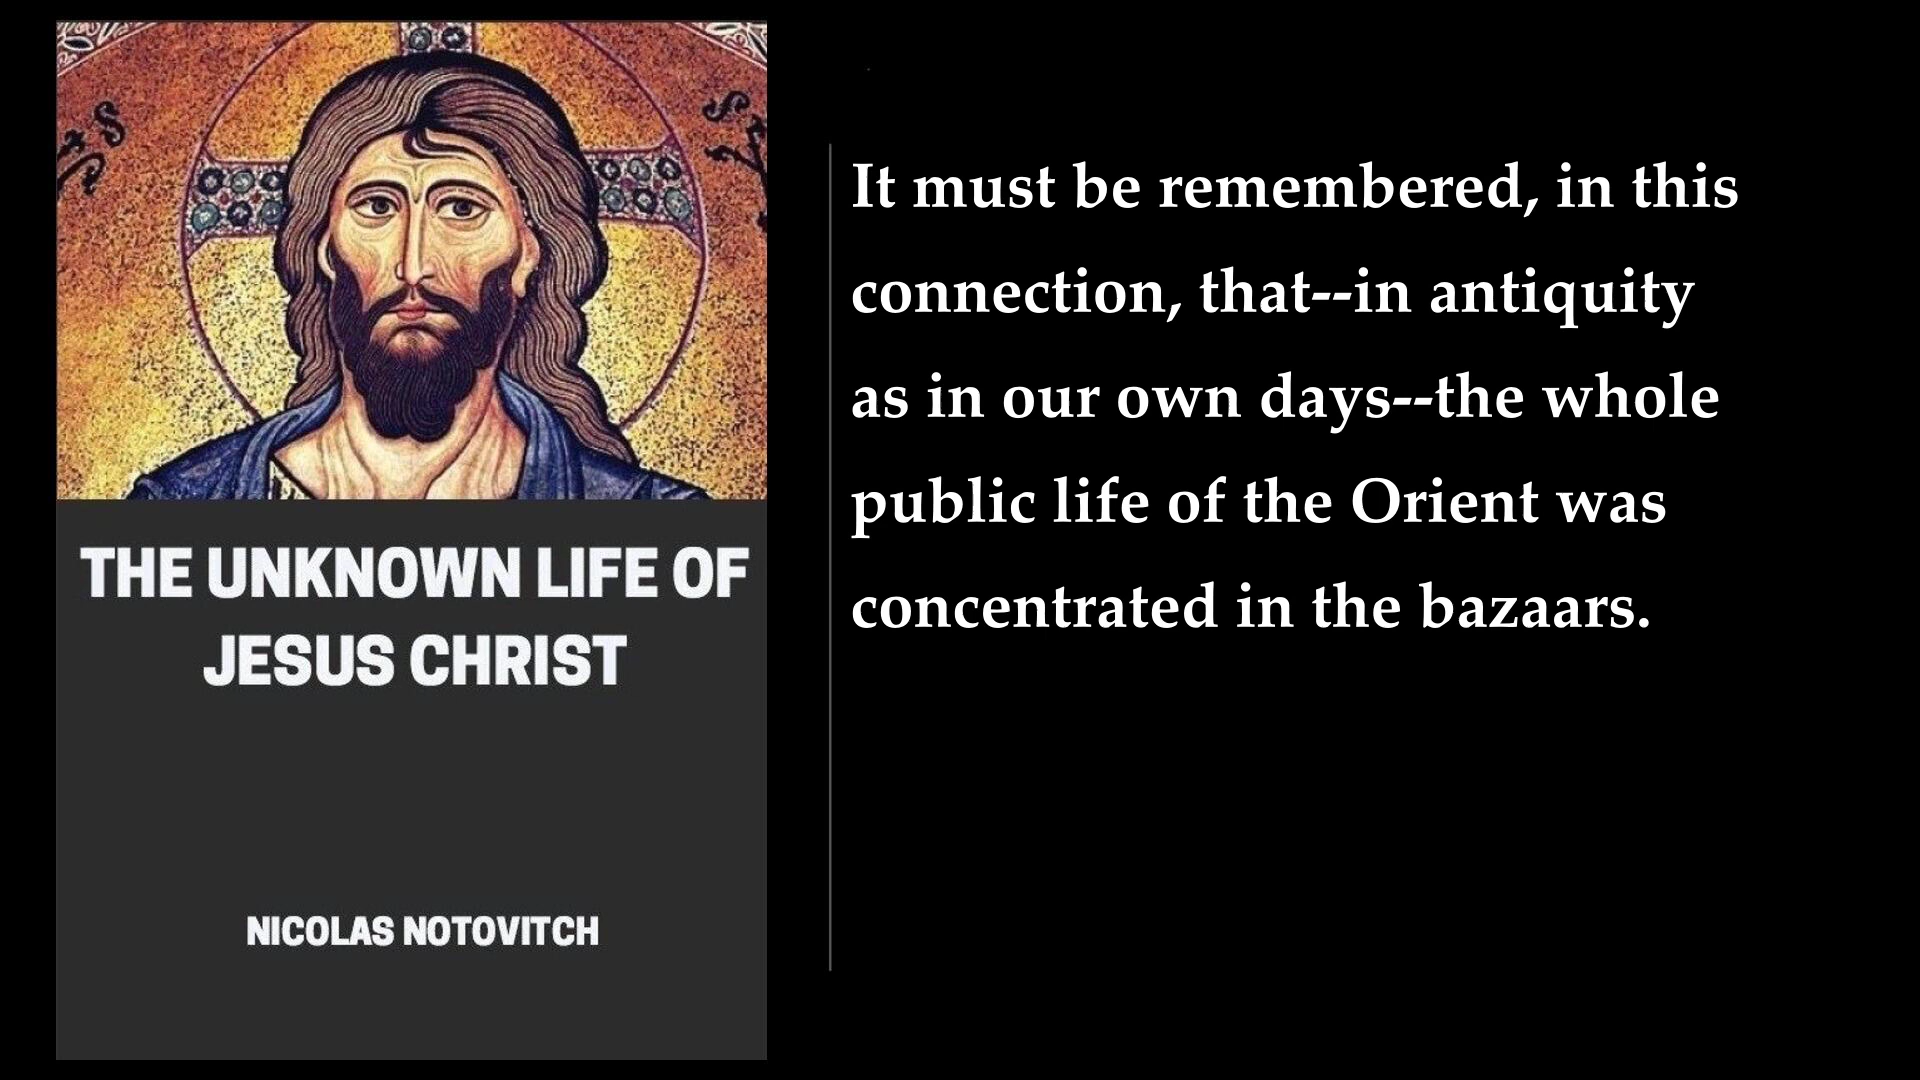 THE UNKNOWN LIFE OF
JESUS CHRIST
NICOLAS NOTOVITCH
It must be remembered, in this
connection, that--in antiquity
as in our own days--the whole
public life of the Orient was
concentrated in the bazaars.